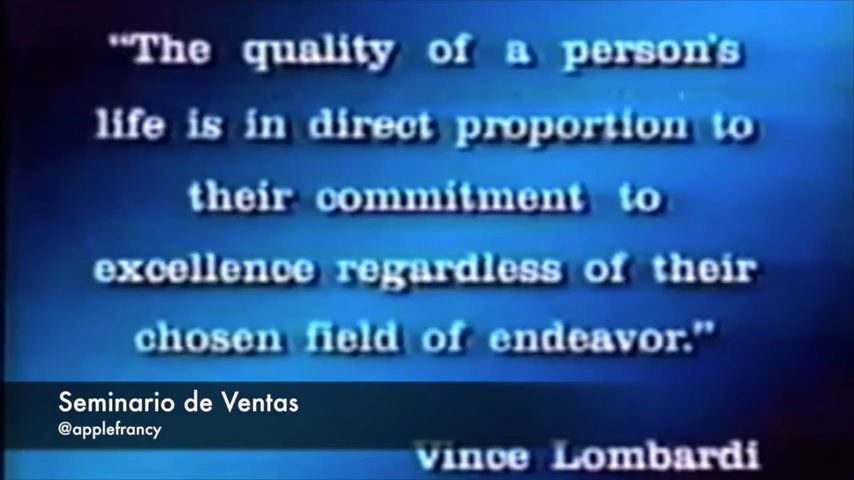 “The quality of a person's
life is in direct proportion to
their commitment to
excellence regardless of their
chosen field of endeavor.”
Seminario de Ventas
@applefrancy
Vince Lombardi